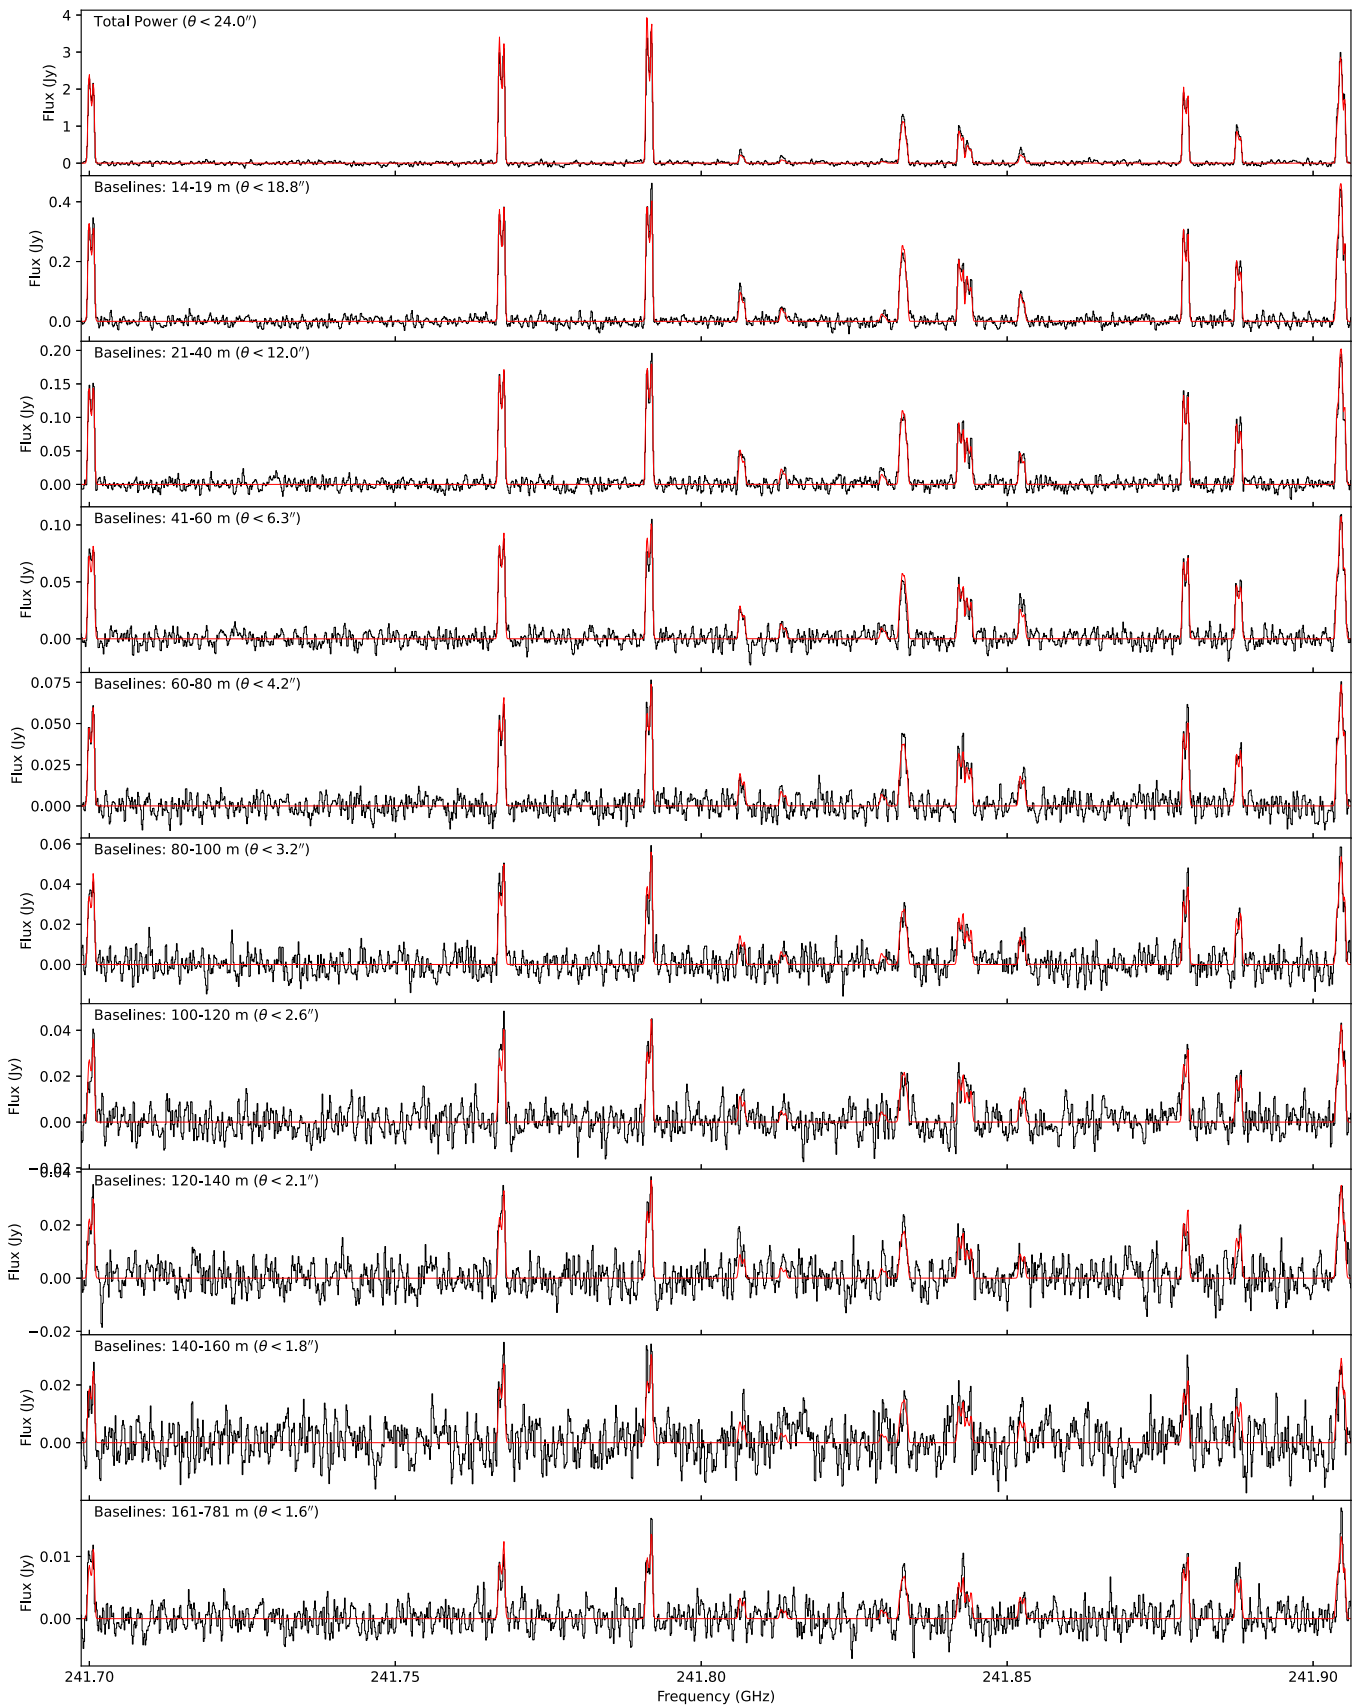 Total Power (θ < 24.0″)
4
3
2
1
0
Flux (Jy)
Baselines: 14-19 m (θ < 18.8″)
0.4
0.2
0.0
Flux (Jy)
Baselines: 21-40 m (θ < 12.0″)
0.20
0.15
0.10
0.05
0.00
Flux (Jy)
Baselines: 41-60 m (θ < 6.3″)
0.10
0.05
0.00
Flux (Jy)
Baselines: 60-80 m (θ < 4.2″)
0.075
0.050
0.025
0.000
Flux (Jy)
Baselines: 80-100 m (θ < 3.2″)
0.06
0.04
0.02
0.00
Flux (Jy)
Baselines: 100-120 m (θ < 2.6″)
0.04
0.02
0.00
−0.02
Flux (Jy)
Baselines: 120-140 m (θ < 2.1″)
0.04
0.02
0.00
−0.02
Flux (Jy)
Baselines: 140-160 m (θ < 1.8″)
0.02
0.00
Flux (Jy)
Baselines: 161-781 m (θ < 1.6″)
0.01
0.00
Flux (Jy)
241.70 241.75 241.80 241.85 241.90
Frequency (GHz)